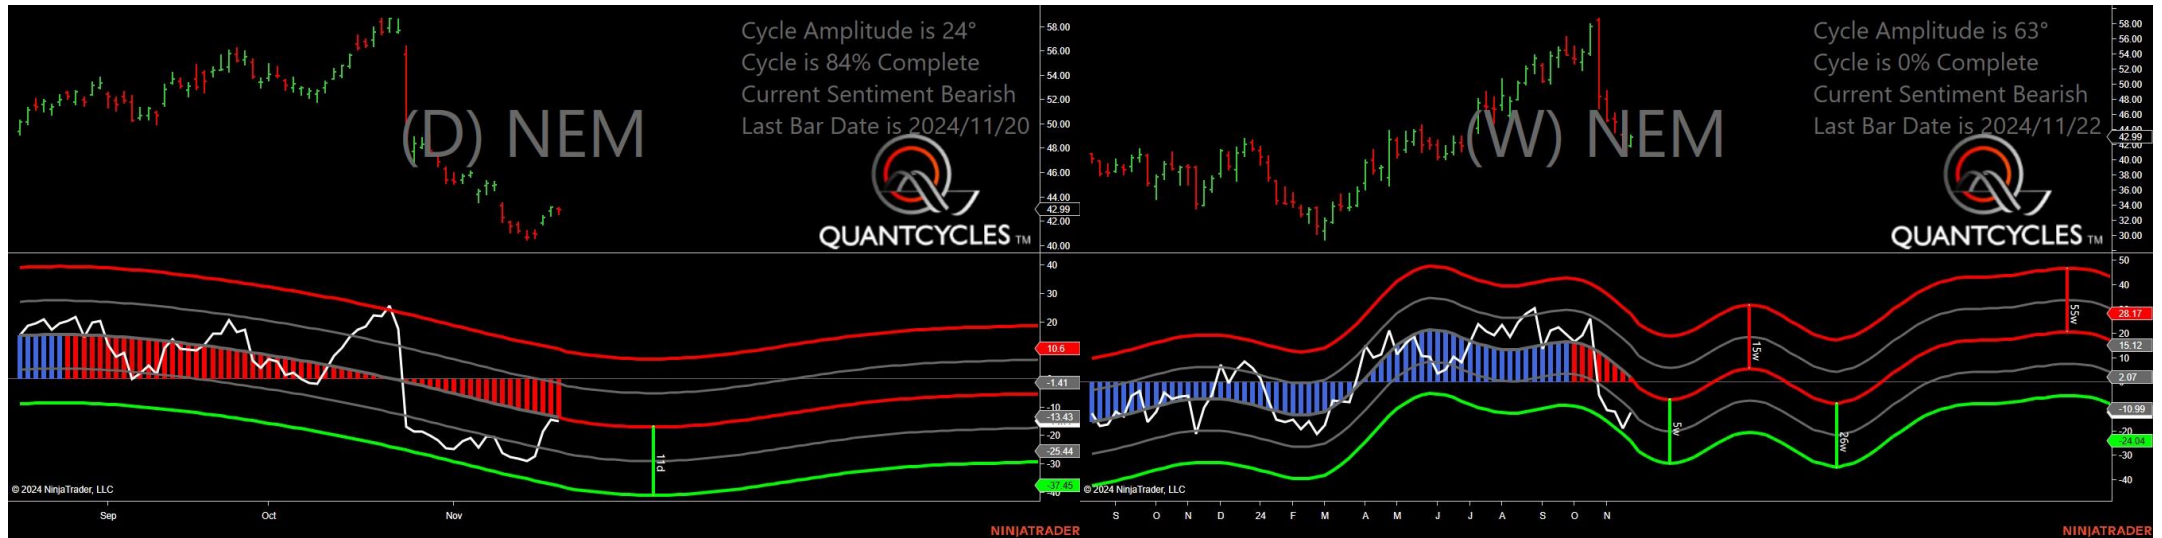 Cycle Amplitude is 24°
Cycle is 84% Complete
Current Sentiment Bearish
Last Bar Date is 2024/11/20
(D) NEM
QUANTCYCLES TM
58.00
56.00
54.00
52.00
50.00
48.00
46.00
44.00
42.99
42.00
40.00
40
30
20
10.6
-1.41
-10
-13.43
-20
-25.44
-30
-37.45
-40
11d
© 2024 NinjaTrader, LLC
Sep
Oct
Nov
NINJATRADER
Cycle Amplitude is 63°
Cycle is 0% Complete
Current Sentiment Bearish
Last Bar Date is 2024/11/22
(W) NEM
QUANTCYCLES TM
58.00
56.00
54.00
52.00
50.00
48.00
46.00
44.00
42.99
42.00
40.00
38.00
36.00
34.00
32.00
30.00
50
40
28.17
20
15.12
10
2.07
-10.99
-20
-24.04
-30
-40
5w
15w
26w
55w
© 2024 NinjaTrader, LLC
S
O
N
D
24
F
M
A
M
J
J
A
S
O
N
NINJATRADER